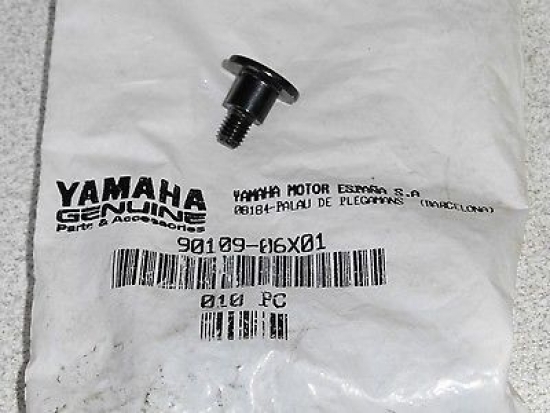 YAMAHA
GENUINE
Parts & Accessories
YAMAHA MOTOR ESPAÑA S.A
08184-PALAU DE PLEGAMANS (BARCELONA)
90109-06X01
010 PC